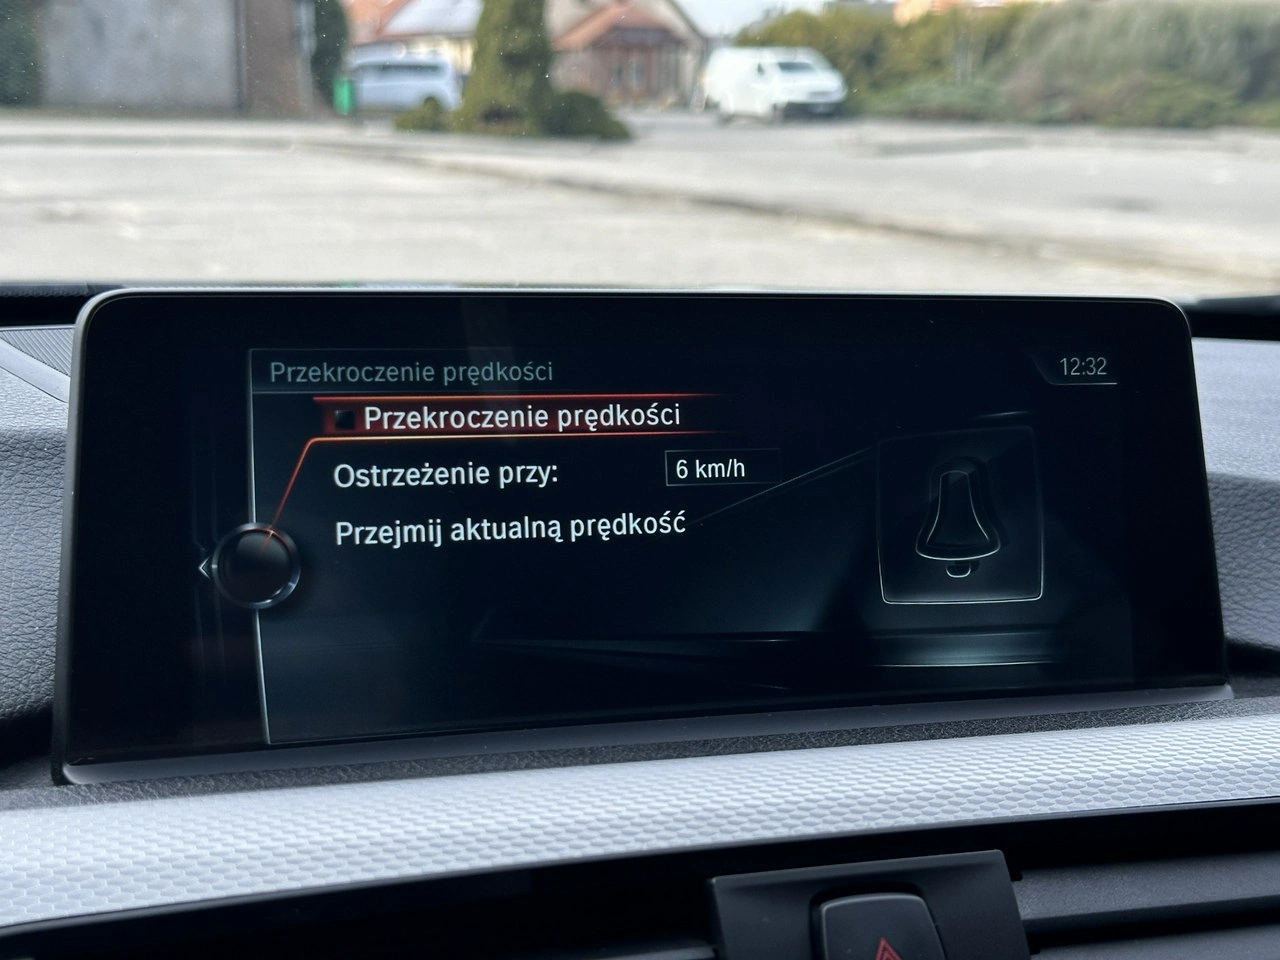 Przekroczenie prędkości
12:32
Przekroczenie prędkości
Ostrzeżenie przy: 6 km/h
Przejmij aktualną prędkość